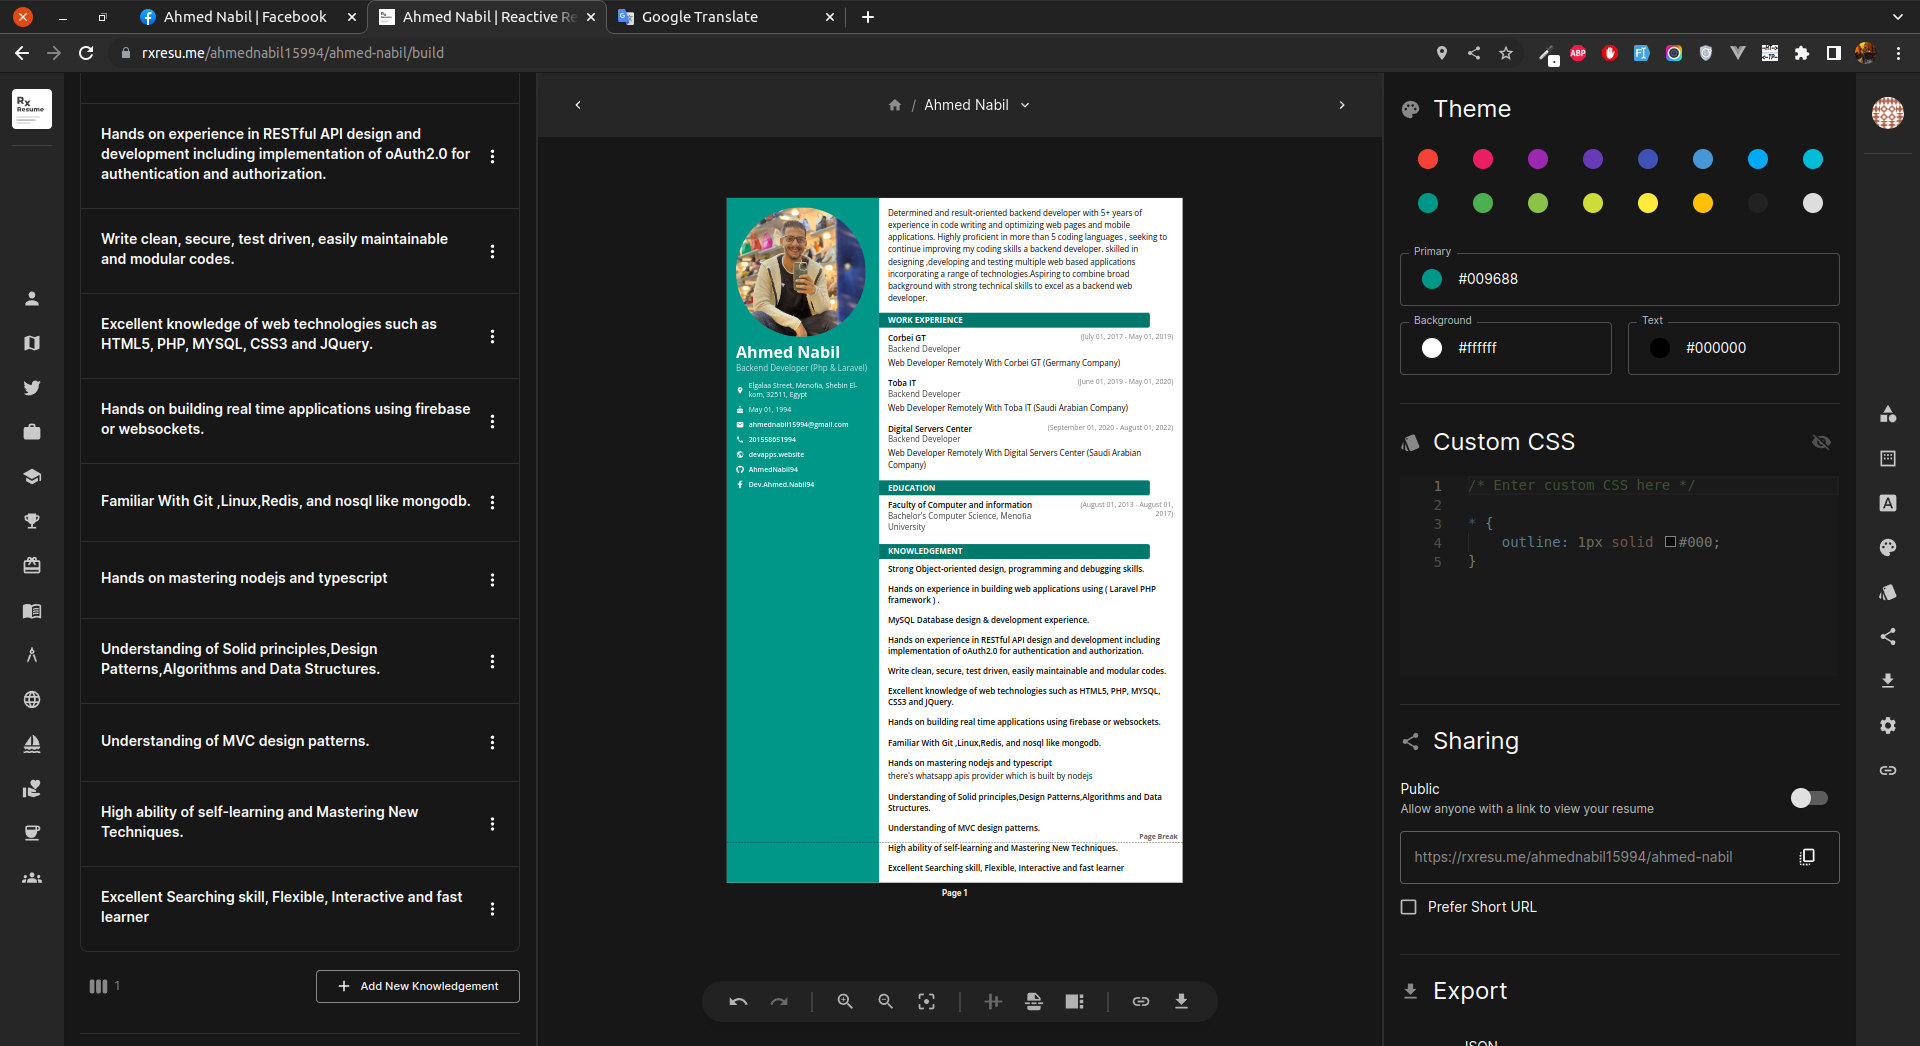 Ahmed Nabil | Facebook
Ahmed Nabil | Reactive Re
Google Translate
rxresu.me/ahmednabil15994/ahmed-nabil/build
ABP
Rx
Resume
Hands on experience in RESTful API design and
development including implementation of oAuth2.0 for
authentication and authorization.
Write clean, secure, test driven, easily maintainable
and modular codes.
Excellent knowledge of web technologies such as
HTML5, PHP, MYSQL, CSS3 and JQuery.
Hands on building real time applications using firebase
or websockets.
Familiar With Git ,Linux,Redis, and nosql like mongodb.
Hands on mastering nodejs and typescript
Understanding of Solid principles,Design
Patterns,Algorithms and Data Structures.
Understanding of MVC design patterns.
High ability of self-learning and Mastering New
Techniques.
Excellent Searching skill, Flexible, Interactive and fast
learner
1
Add New Knowledgement
/ Ahmed Nabil
Ahmed Nabil
Backend Developer (Php & Laravel)
Elgalaa Street, Menofia, Shebin El-
kom, 32511, Egypt
May 01, 1994
ahmednabil15994@gmail.com
201558651994
devapps.website
AhmedNabil94
Dev.Ahmed.Nabil94
Determined and result-oriented backend developer with 5+ years of
experience in code writing and optimizing web pages and mobile
applications. Highly proficient in more than 5 coding languages , seeking to
continue improving my coding skills a backend developer. skilled in
designing ,developing and testing multiple web based applications
incorporating a range of technologies.Aspiring to combine broad
background with strong technical skills to excel as a backend web
developer.
WORK EXPERIENCE
Corbei GT
(July 01, 2017 - May 01, 2019)
Backend Developer
Web Developer Remotely With Corbei GT (Germany Company)
Toba IT
(June 01, 2019 - May 01, 2020)
Backend Developer
Web Developer Remotely With Toba IT (Saudi Arabian Company)
Digital Servers Center
(September 01, 2020 - August 01, 2022)
Backend Developer
Web Developer Remotely With Digital Servers Center (Saudi Arabian
Company)
EDUCATION
Faculty of Computer and information
(August 01, 2013 - August 01,
2017)
Bachelor's Computer Science, Menofia
University
KNOWLEDGEMENT
Strong Object-oriented design, programming and debugging skills.
Hands on experience in building web applications using ( Laravel PHP
framework ) .
MySQL Database design & development experience.
Hands on experience in RESTful API design and development including
implementation of oAuth2.0 for authentication and authorization.
Write clean, secure, test driven, easily maintainable and modular codes.
Excellent knowledge of web technologies such as HTML5, PHP, MYSQL,
CSS3 and JQuery.
Hands on building real time applications using firebase or websockets.
Familiar With Git ,Linux,Redis, and nosql like mongodb.
Hands on mastering nodejs and typescript
there's whatsapp apis provider which is built by nodejs
Understanding of Solid principles,Design Patterns,Algorithms and Data
Structures.
Understanding of MVC design patterns.
Page Break
High ability of self-learning and Mastering New Techniques.
Excellent Searching skill, Flexible, Interactive and fast learner
Page 1
Theme
Primary
#009688
Background
#ffffff
Text
#000000
Custom CSS
1 /* Enter custom CSS here */
2
3 * {
4 outline: 1px solid #000;
5 }
Sharing
Public
Allow anyone with a link to view your resume
https://rxresu.me/ahmednabil15994/ahmed-nabil
Prefer Short URL
Export
JSON